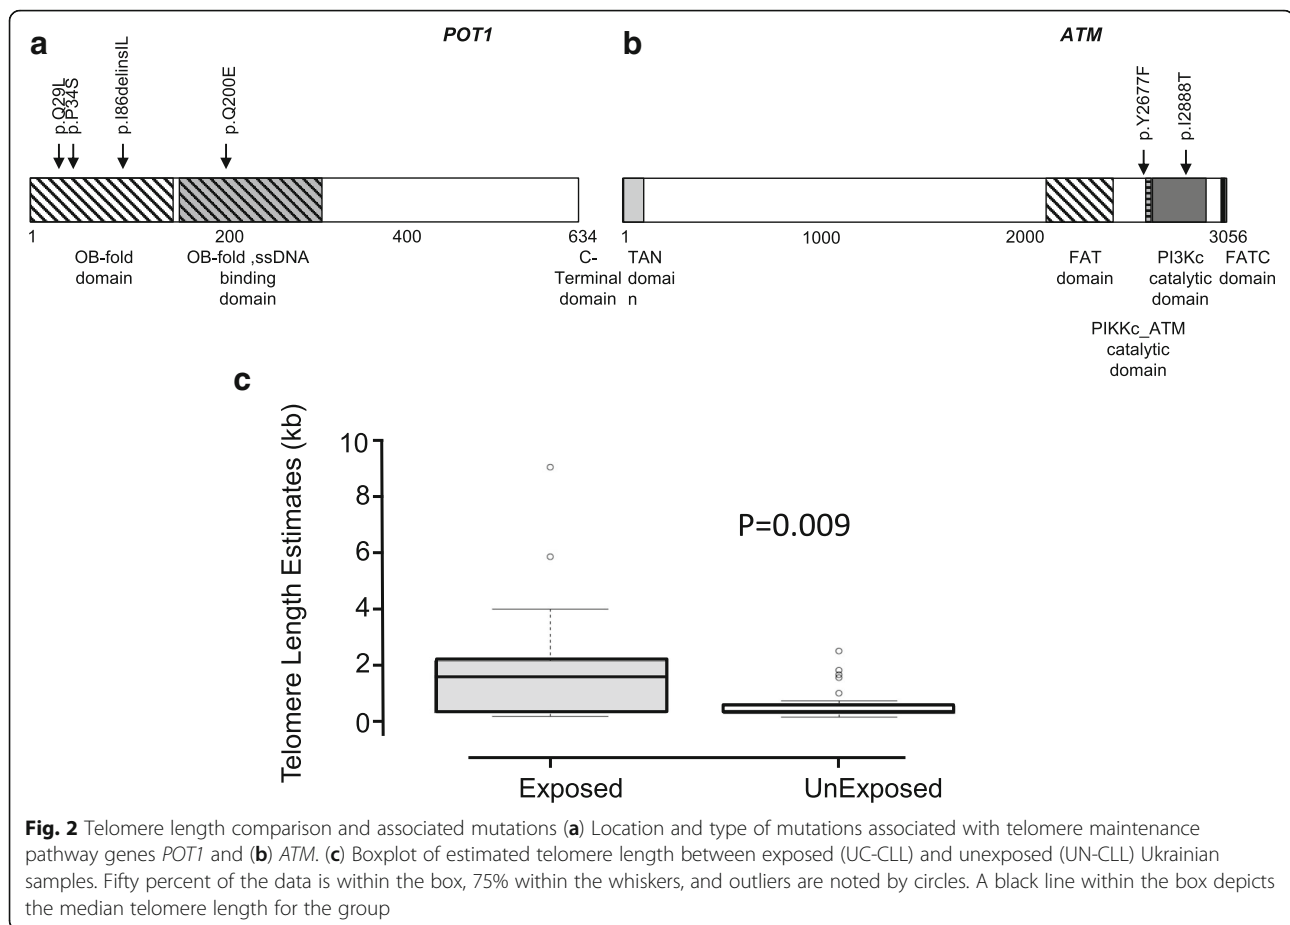 a
POT1
b
ATM
p.Q29L
p.P34S
p.I86delinsIL
p.Q200E
p.Y2677F
p.I2888T
1
200
400
634
1
1000
2000
3056
OB-fold
domain
OB-fold ,ssDNA
binding
domain
C-
Terminal
domain
TAN
domai
n
FAT
domain
PI3Kc
catalytic
domain
FATC
domain
PIKKc_ATM
catalytic
domain
c
Telomere Length Estimates (kb)
10
8
6
4
2
0
P=0.009
Exposed
UnExposed
Fig. 2 Telomere length comparison and associated mutations (a) Location and type of mutations associated with telomere maintenance
pathway genes POT1 and (b) ATM. (c) Boxplot of estimated telomere length between exposed (UC-CLL) and unexposed (UN-CLL) Ukrainian
samples. Fifty percent of the data is within the box, 75% within the whiskers, and outliers are noted by circles. A black line within the box depicts
the median telomere length for the group